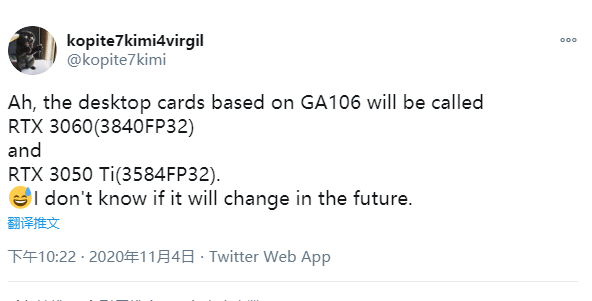 kopite7kimi4virgil
@kopite7kimi
Ah, the desktop cards based on GA106 will be called
RTX 3060(3840FP32)
and
RTX 3050 Ti(3584FP32).
😅I don't know if it will change in the future.
翻译推文
下午10:22 · 2020年11月4日 · Twitter Web App